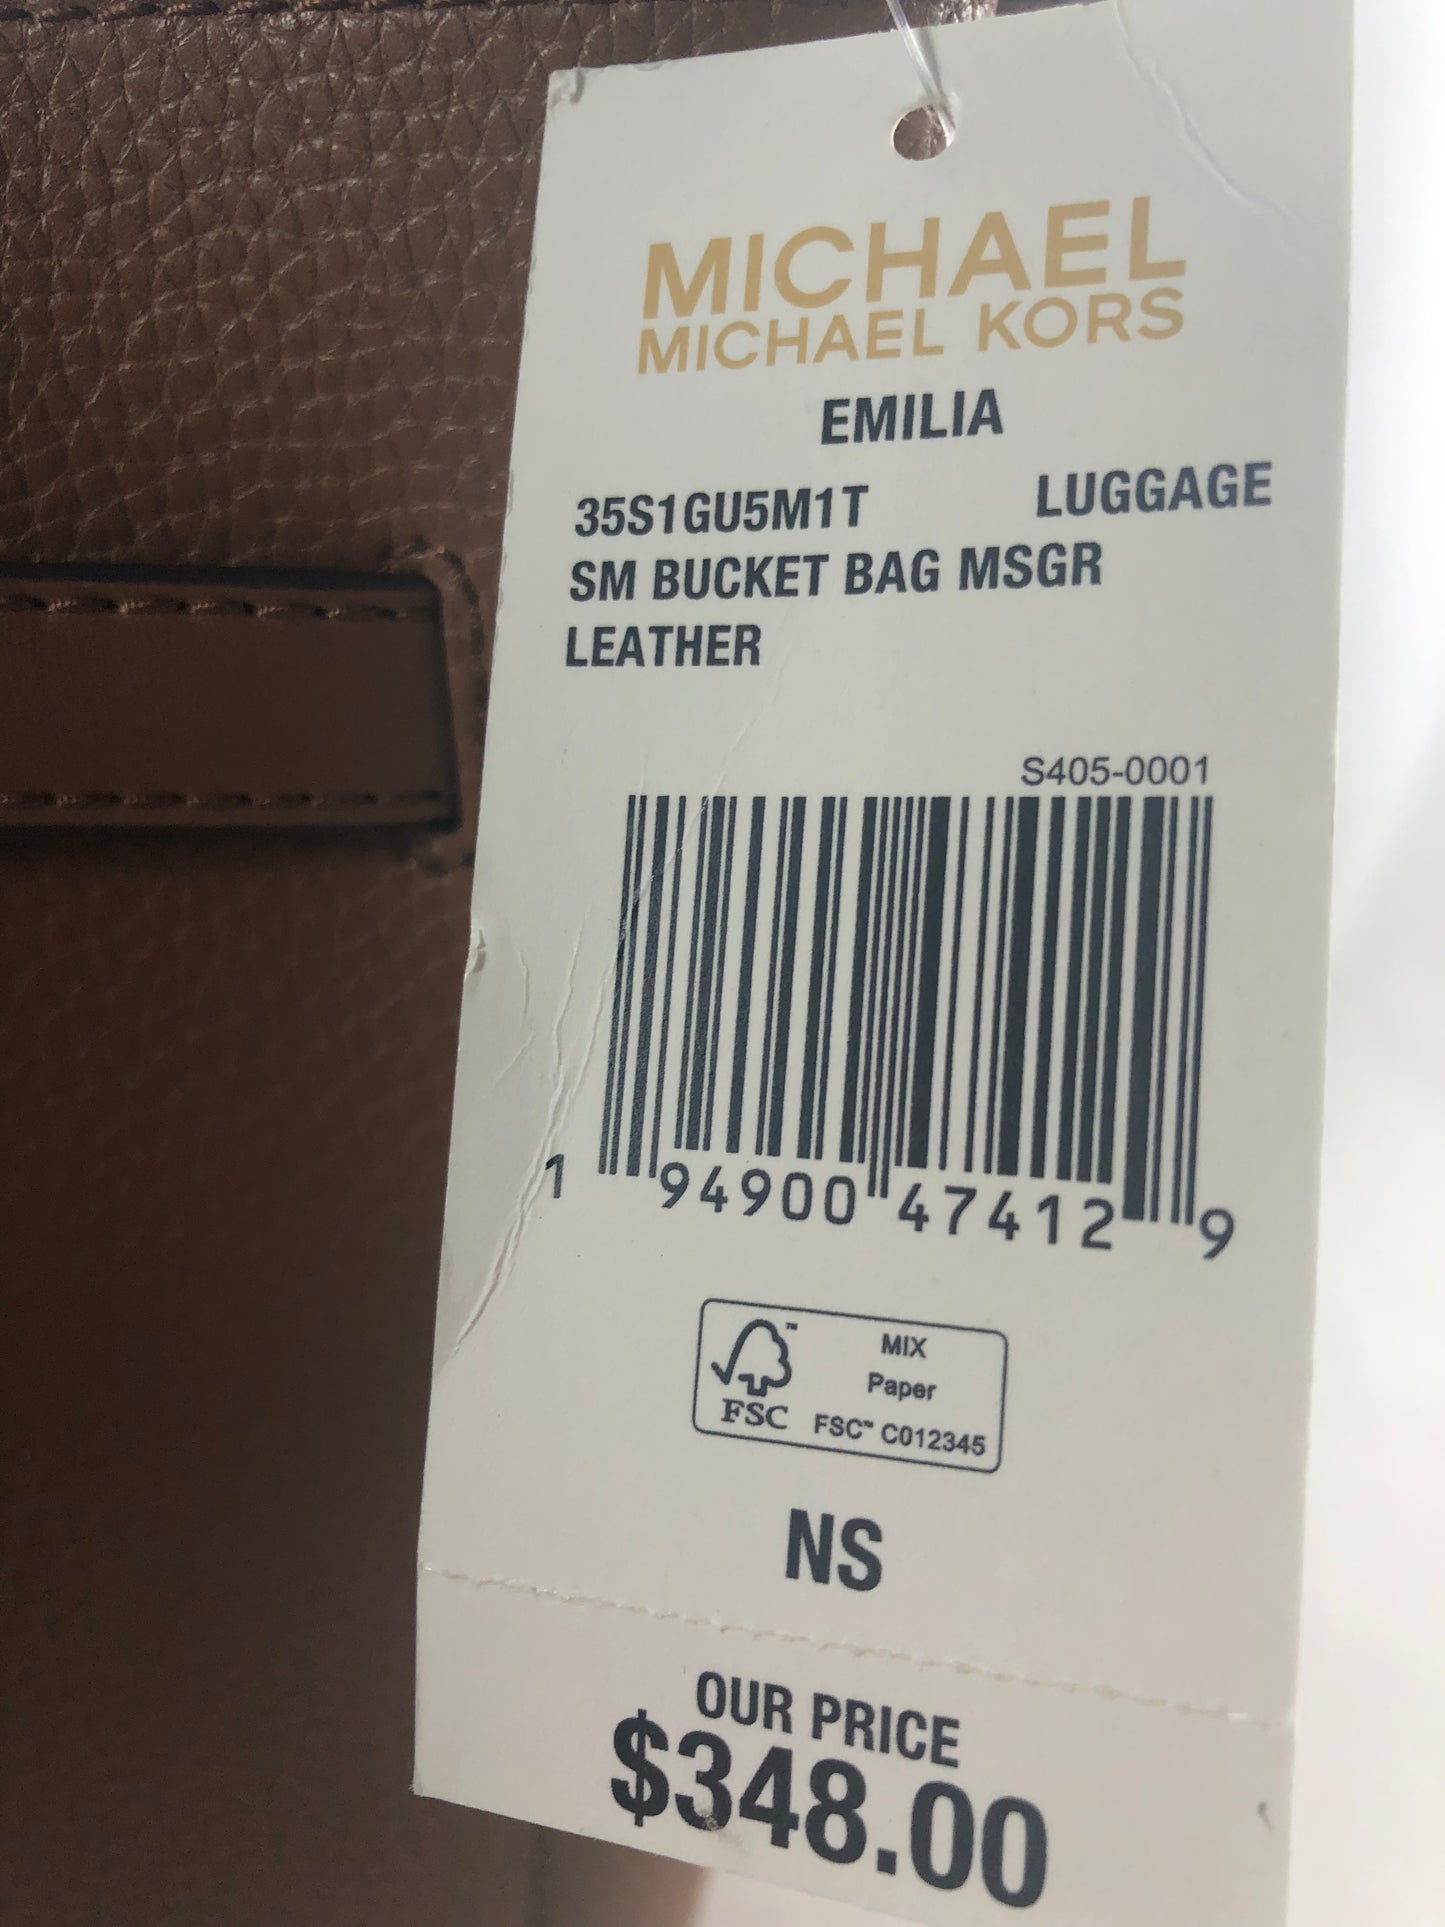 MICHAEL
MICHAEL KORS
EMILIA
35S1GU5M1T LUGGAGE
SM BUCKET BAG MSGR
LEATHER
S405-0001
1 94900 47412 9
FSC™ MIX
Paper
FSC™ C012345
NS
OUR PRICE
$348.00